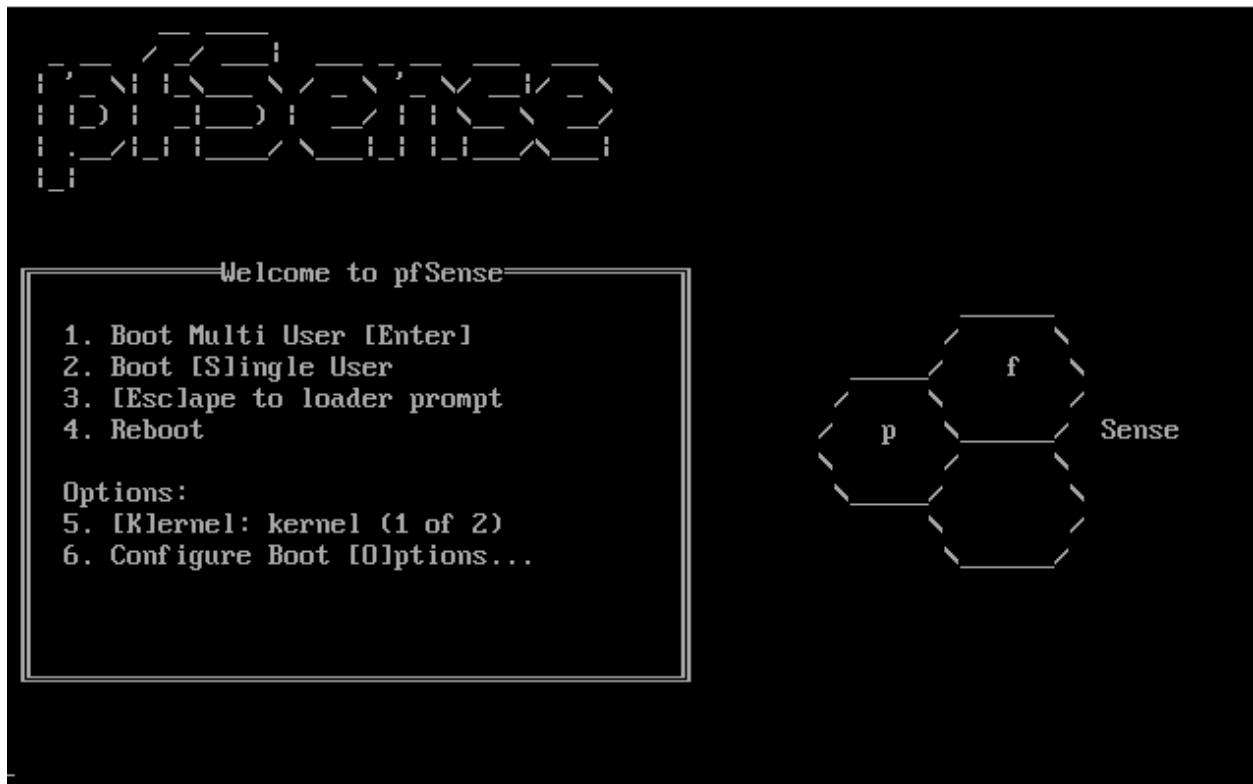 pfSense
Welcome to pfSense
1. Boot Multi User [Enter]
2. Boot [S]ingle User
3. [Esc]ape to loader prompt
4. Reboot
Options:
5. [K]ernel: kernel (1 of 2)
6. Configure Boot [O]ptions...
f
p
Sense